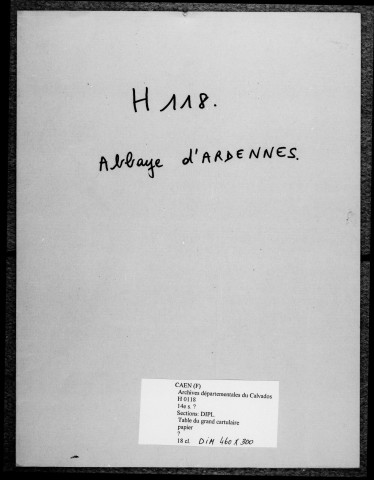 H 118.
Abbaye d'ARDENNES.
CAEN (F)
Archives départementales du Calvados
H 0118
14e s. ?
Sections: DIPL
Table du grand cartulaire
papier
?
18 cl. DIM 460 X 300